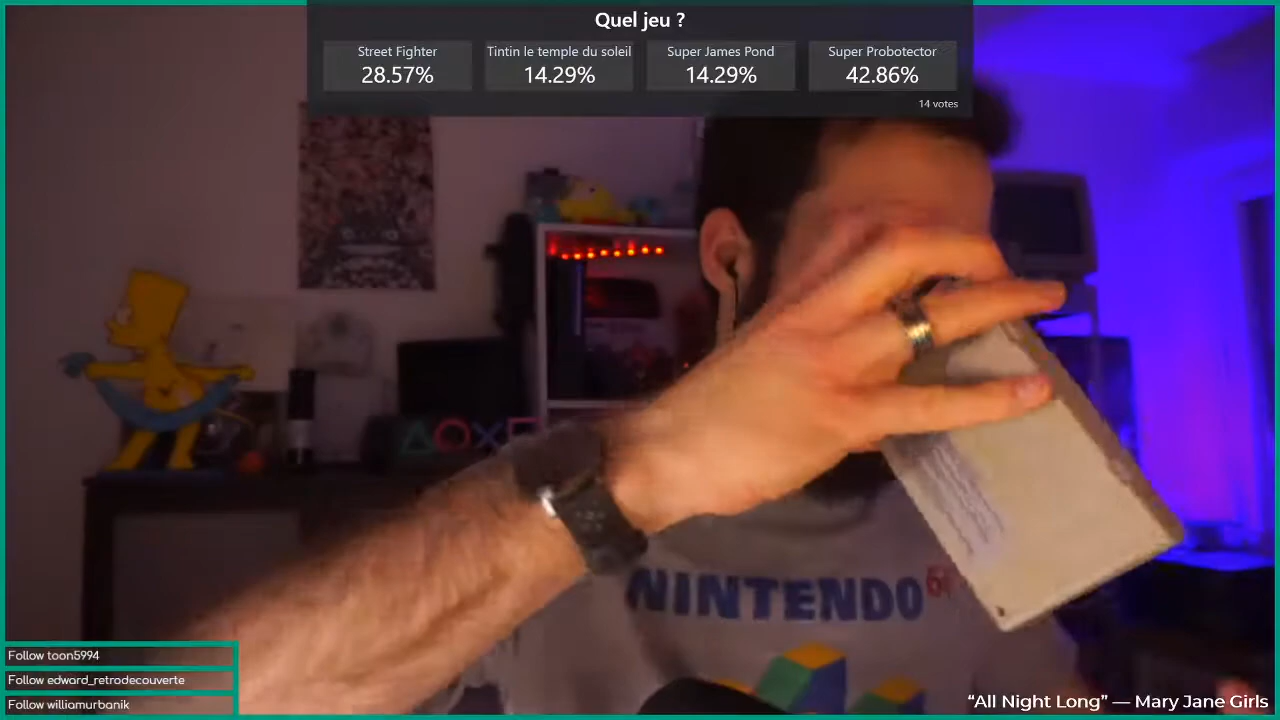 Quel jeu ?
Street Fighter
28.57%
Tintin le temple du soleil
14.29%
Super James Pond
14.29%
Super Probotector
42.86%
14 votes
NINTENDO 64
Follow toon5994
Follow edward_retrodecouverte
Follow williamurbanik
“All Night Long” — Mary Jane Girls